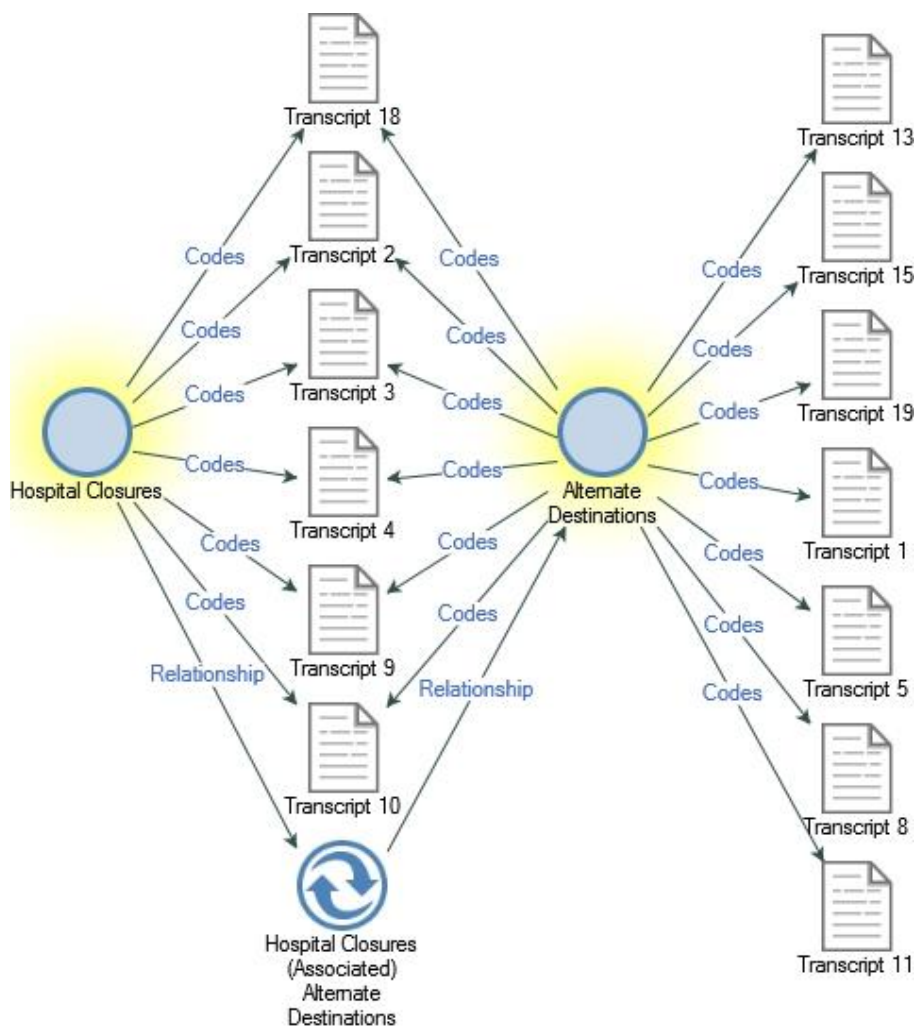 Transcript 18
Transcript 13
Codes
Codes
Transcript 2
Codes
Transcript 15
Codes
Codes
Codes
Transcript 3
Codes
Codes
Transcript 19
Codes
Codes
Codes
Hospital Closures
Transcript 4
Alternate
Destinations
Transcript 1
Codes
Codes
Codes
Codes
Codes
Codes
Transcript 9
Relationship
Relationship
Transcript 5
Codes
Transcript 10
Transcript 8
Hospital Closures
(Associated)
Alternate
Destinations
Transcript 11